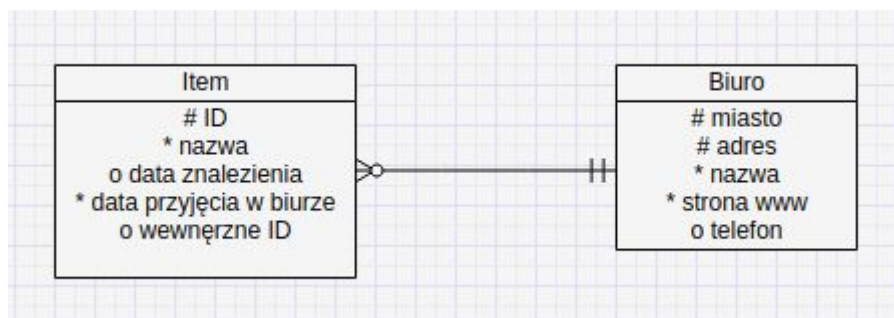 Item
# ID
* nazwa
o data znalezienia
* data przyjęcia w biurze
o wewnęrzne ID
Biuro
# miasto
# adres
* nazwa
* strona www
o telefon